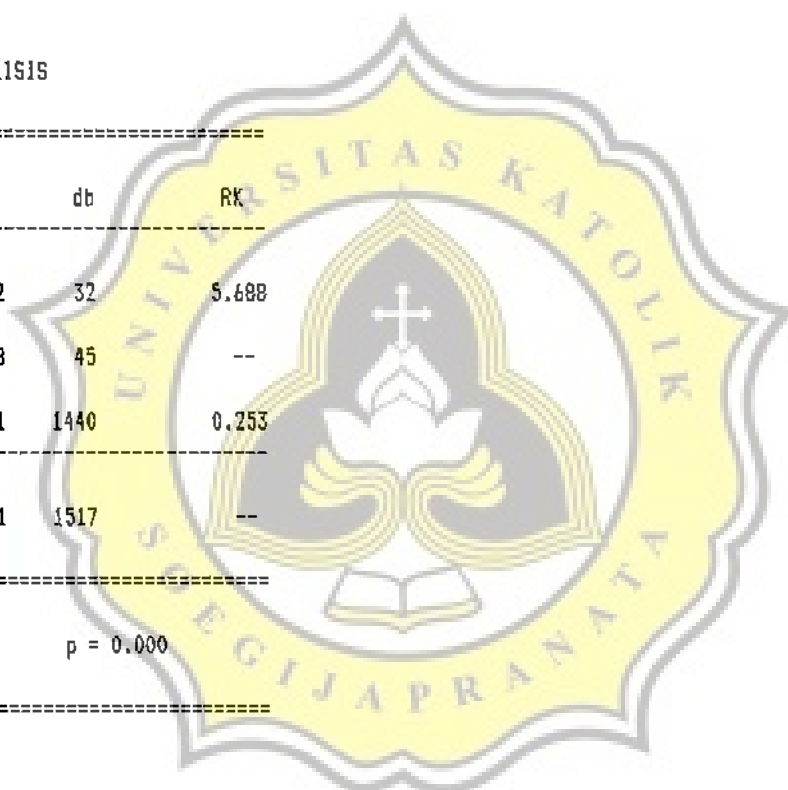 db RK
2 32 5.688
3 45 --
1 1440 0.253
1 1517 --
p = 0.000
UNIVERSITAS KATOLIK
SOEGIJAPRANATA